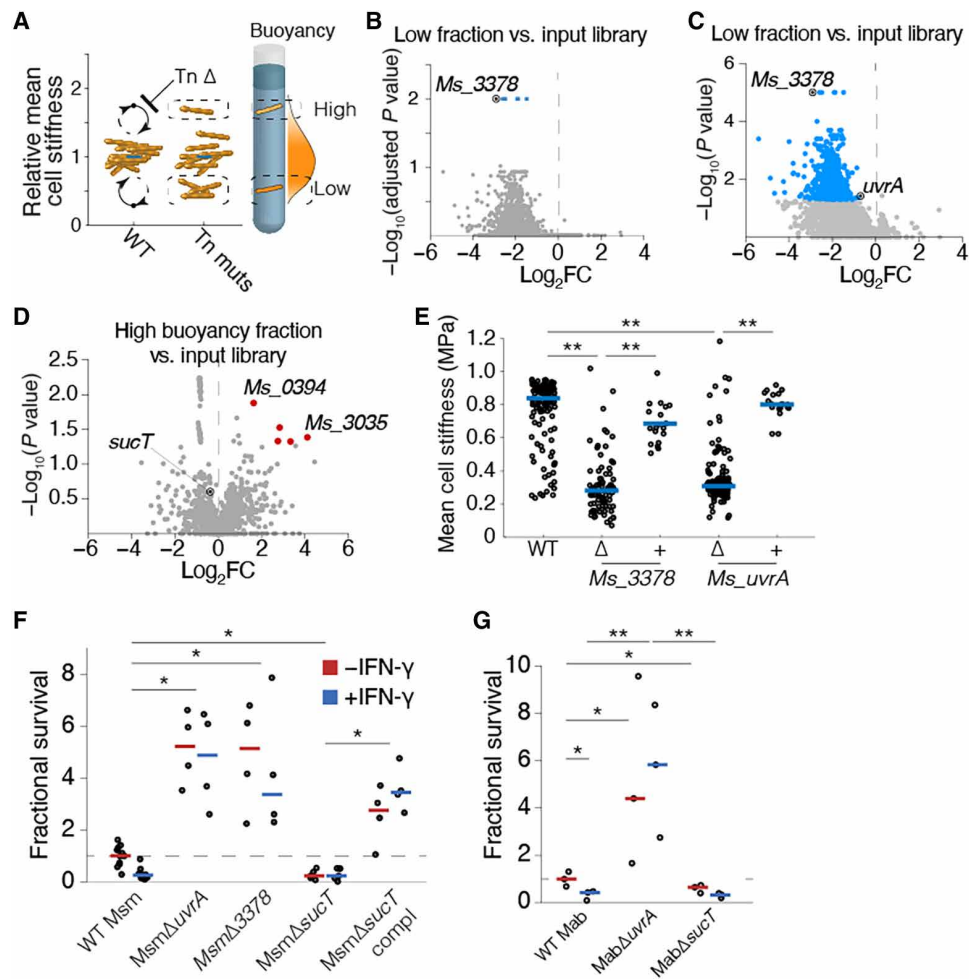 A
Buoyancy
Tn Δ
High
Low
Relative mean
cell stiffness
2
1
0
WT
Tn muts
B
Low fraction vs. input library
Ms_3378
−Log10(adjusted P value)
2
1
0
−6 −4 −2 0 2 4
Log2FC
C
Low fraction vs. input library
Ms_3378
uvrA
−Log10(P value)
6
4
2
−6 −4 −2 0 2 4
Log2FC
D
High buoyancy fraction
vs. input library
Ms_0394
Ms_3035
sucT
−Log10(P value)
2.5
2.0
1.5
1.0
0.5
−6 −4 −2 0 2 4 6
Log2FC
E
** ** ** **
Mean cell stiffness (MPa)
1.2
1.0
0.8
0.6
0.4
0.2
0
WT Δ + Δ +
Ms_3378 Ms_uvrA
F
* * * *
−IFN-γ
+IFN-γ
Fractional survival
8
6
4
2
0
WT Msm
MsmΔuvrA
MsmΔ3378
MsmΔsucT
MsmΔsucT
compl
G
** ** * * *
Fractional survival
10
8
6
4
2
0
WT Mab
MabΔuvrA
MabΔsucT